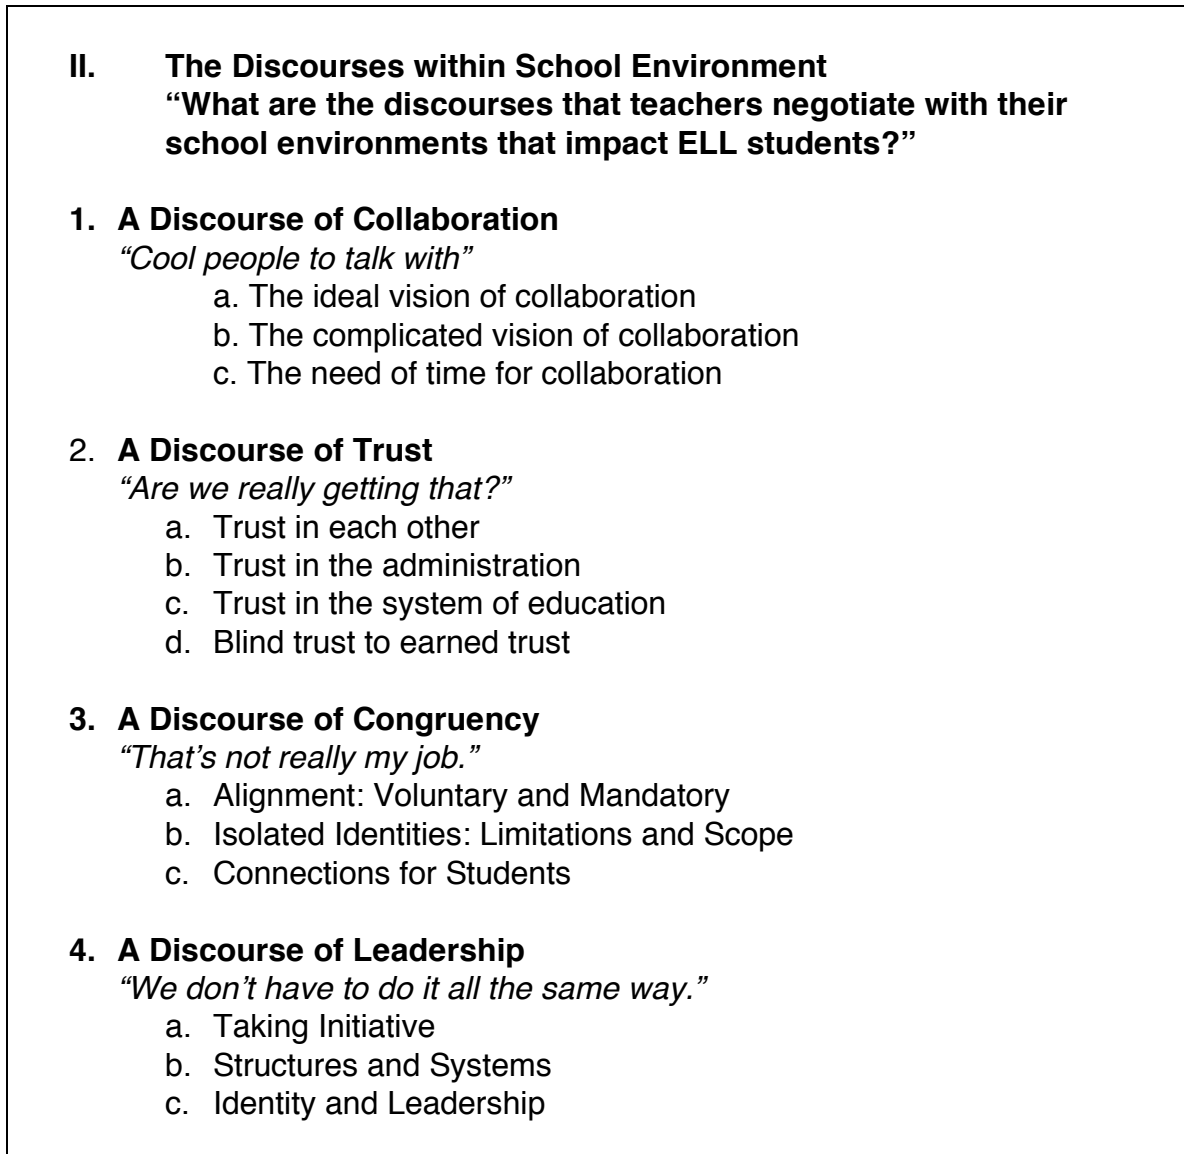 II. The Discourses within School Environment
“What are the discourses that teachers negotiate with their
school environments that impact ELL students?”
1. A Discourse of Collaboration
“Cool people to talk with”
a. The ideal vision of collaboration
b. The complicated vision of collaboration
c. The need of time for collaboration
2. A Discourse of Trust
“Are we really getting that?”
a. Trust in each other
b. Trust in the administration
c. Trust in the system of education
d. Blind trust to earned trust
3. A Discourse of Congruency
“That’s not really my job.”
a. Alignment: Voluntary and Mandatory
b. Isolated Identities: Limitations and Scope
c. Connections for Students
4. A Discourse of Leadership
“We don’t have to do it all the same way.”
a. Taking Initiative
b. Structures and Systems
c. Identity and Leadership